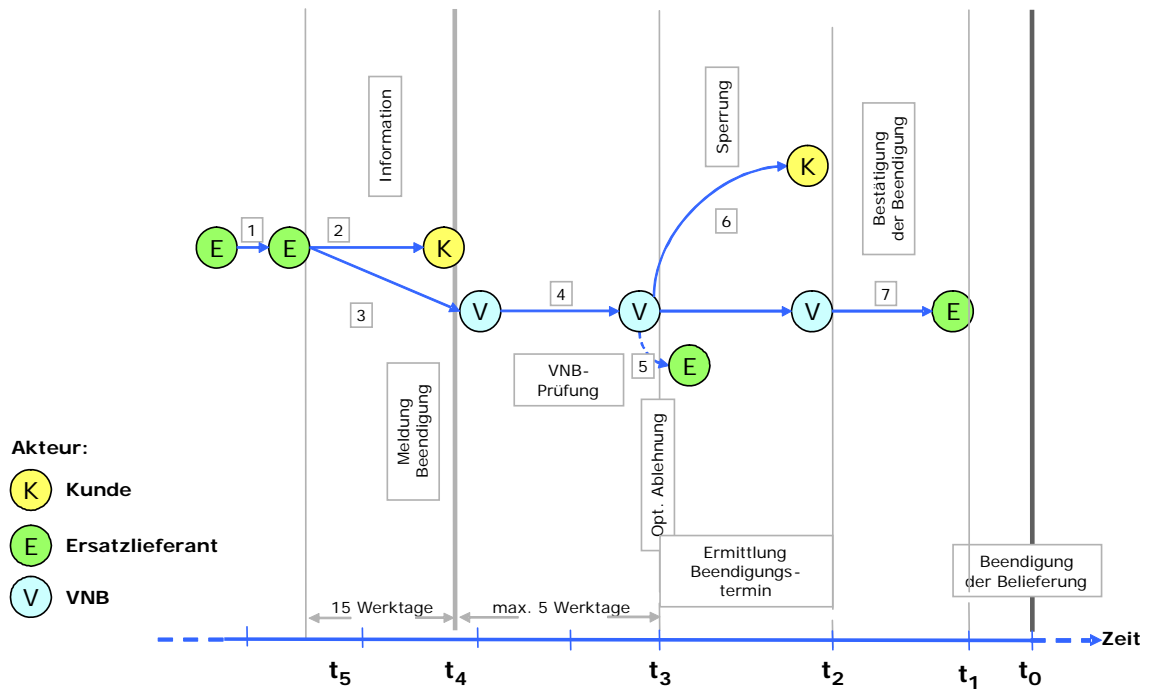 Information
Sperrung
Bestätigung
der Beendigung
K
6
1
2
E
E
K
4
7
3
V
V
V
E
5
E
VNB-
Prüfung
Meldung
Beendigung
Opt. Ablehnung
Akteur:
K Kunde
E Ersatzlieferant
V VNB
Ermittlung
Beendigungs-
termin
Beendigung
der Belieferung
15 Werktage
max. 5 Werktage
Zeit
t5
t4
t3
t2
t1
t0